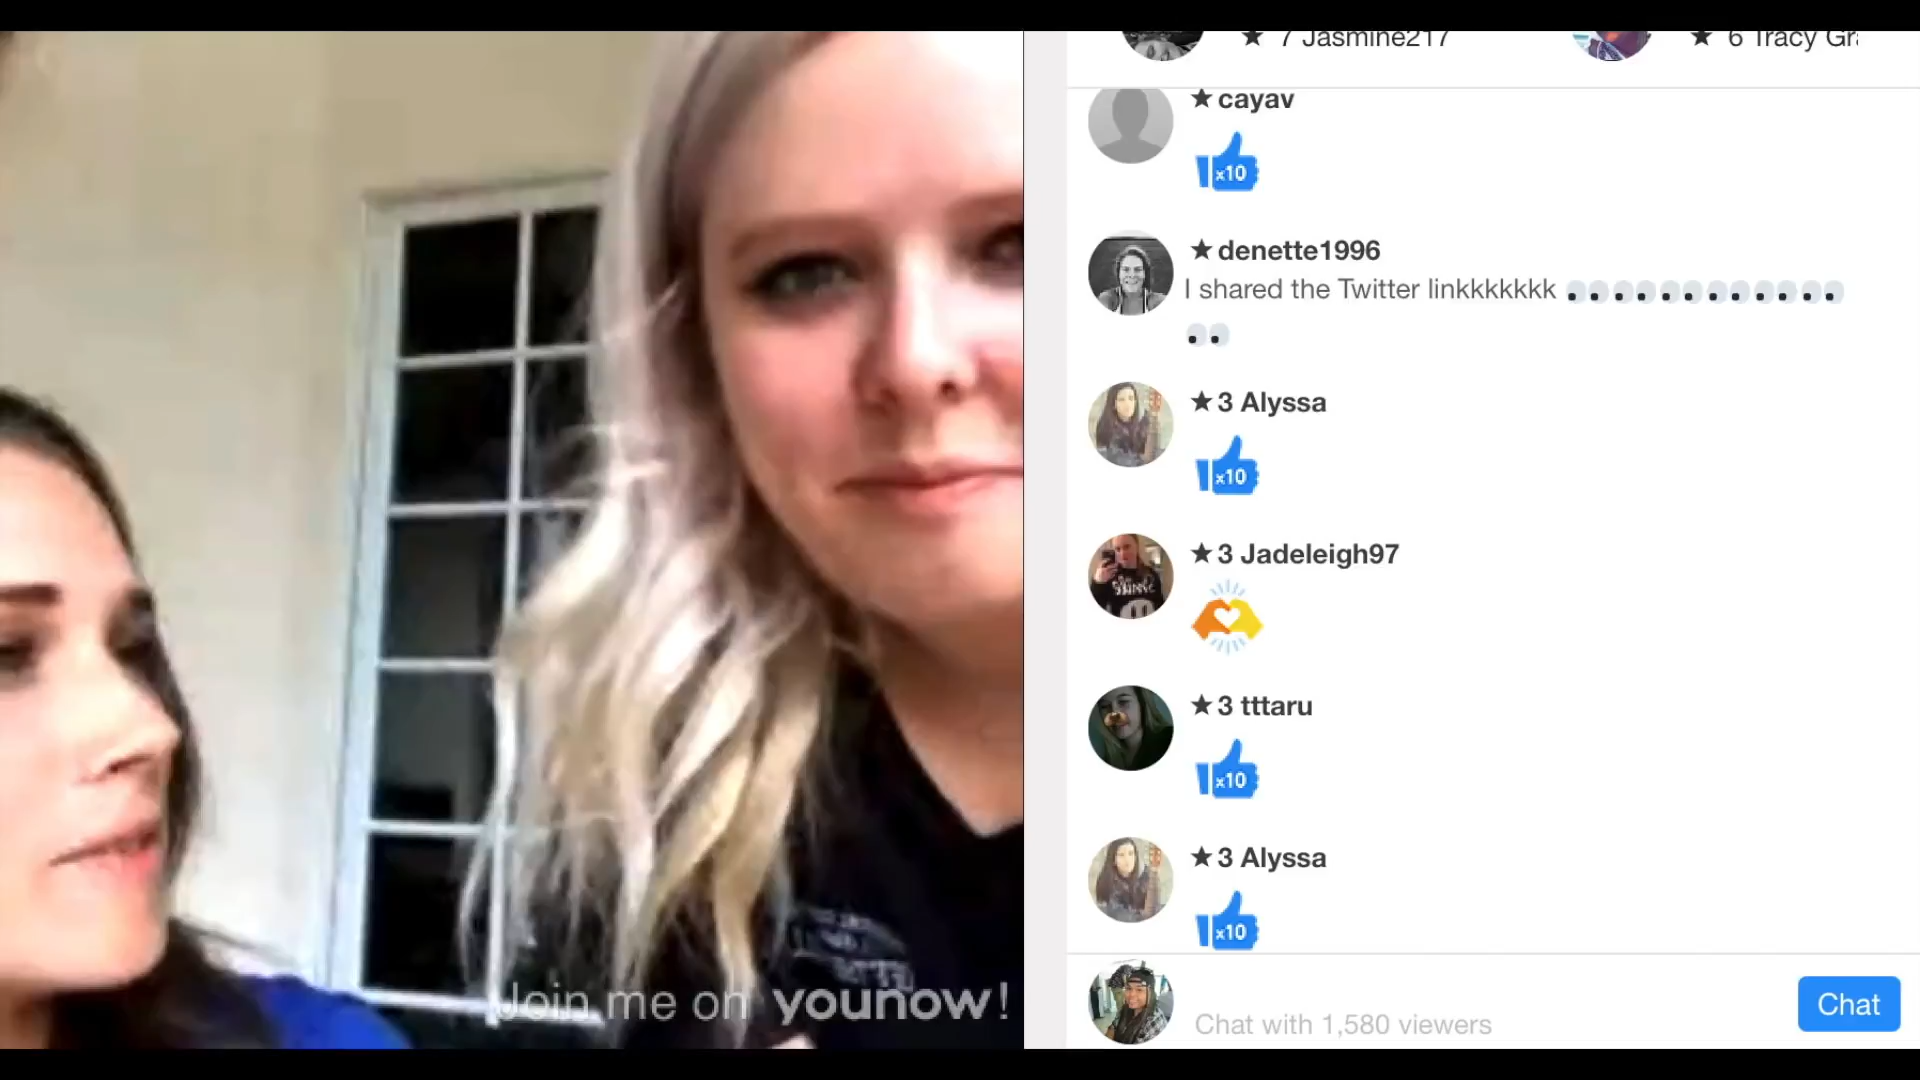 ★ 7 Jasmine217
★ 6 Tracy Gr
★ cayav
x10
★ denette1996
I shared the Twitter linkkkkkkk
★ 3 Alyssa
x10
★ 3 Jadeleigh97
★ 3 tttaru
x10
★ 3 Alyssa
x10
Join me on younow!
Chat with 1,580 viewers
Chat